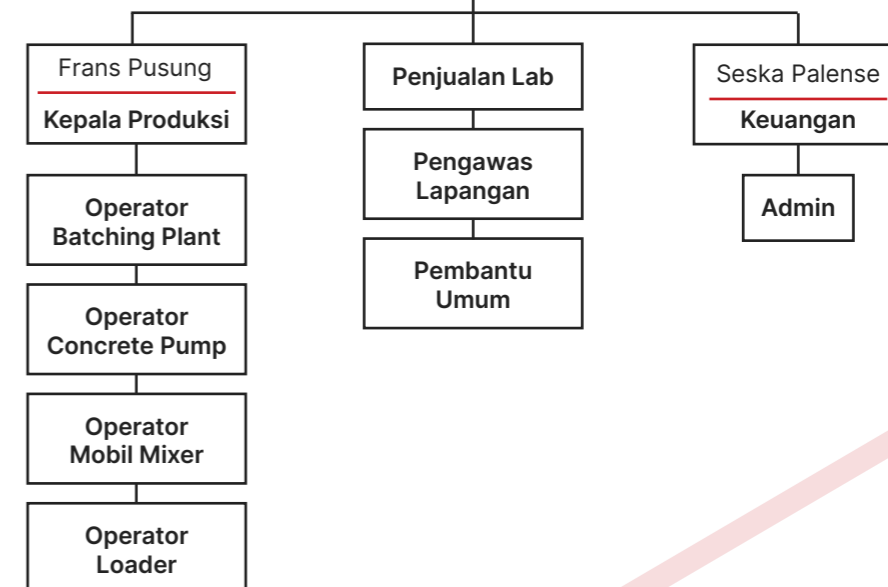 Frans Pusung
Kepala Produksi
Operator
Batching Plant
Operator
Concrete Pump
Operator
Mobil Mixer
Operator
Loader
Penjualan Lab
Pengawas
Lapangan
Pembantu
Umum
Seska Palense
Keuangan
Admin